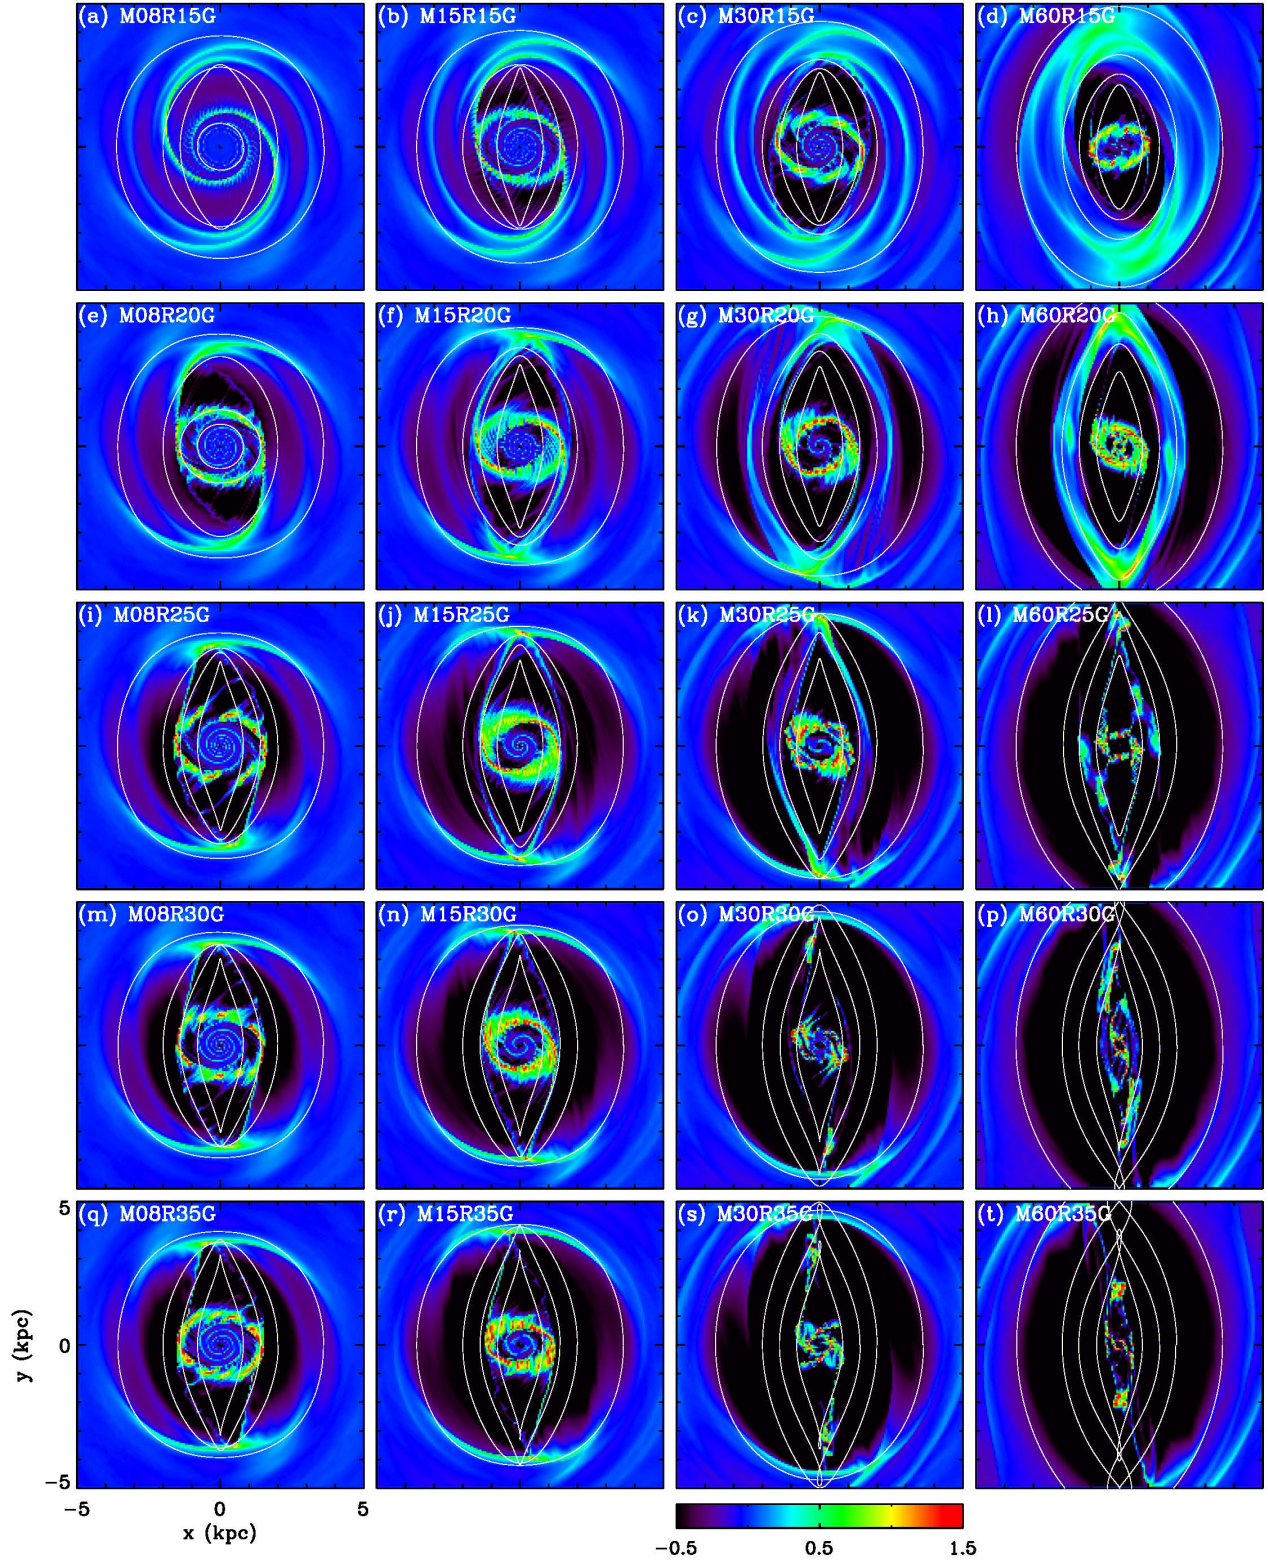 (a) M08R15G (b) M15R15G (c) M30R15G (d) M60R15G
(e) M08R20G (f) M15R20G (g) M30R20G (h) M60R20G
(i) M08R25G (j) M15R25G (k) M30R25G (l) M60R25G
(m) M08R30G (n) M15R30G (o) M30R30G (p) M60R30G
5 (q) M08R35G (r) M15R35G (s) M30R35G (t) M60R35G
0
y (kpc)
−5
−5 0 5
x (kpc)
−0.5 0.5 1.5